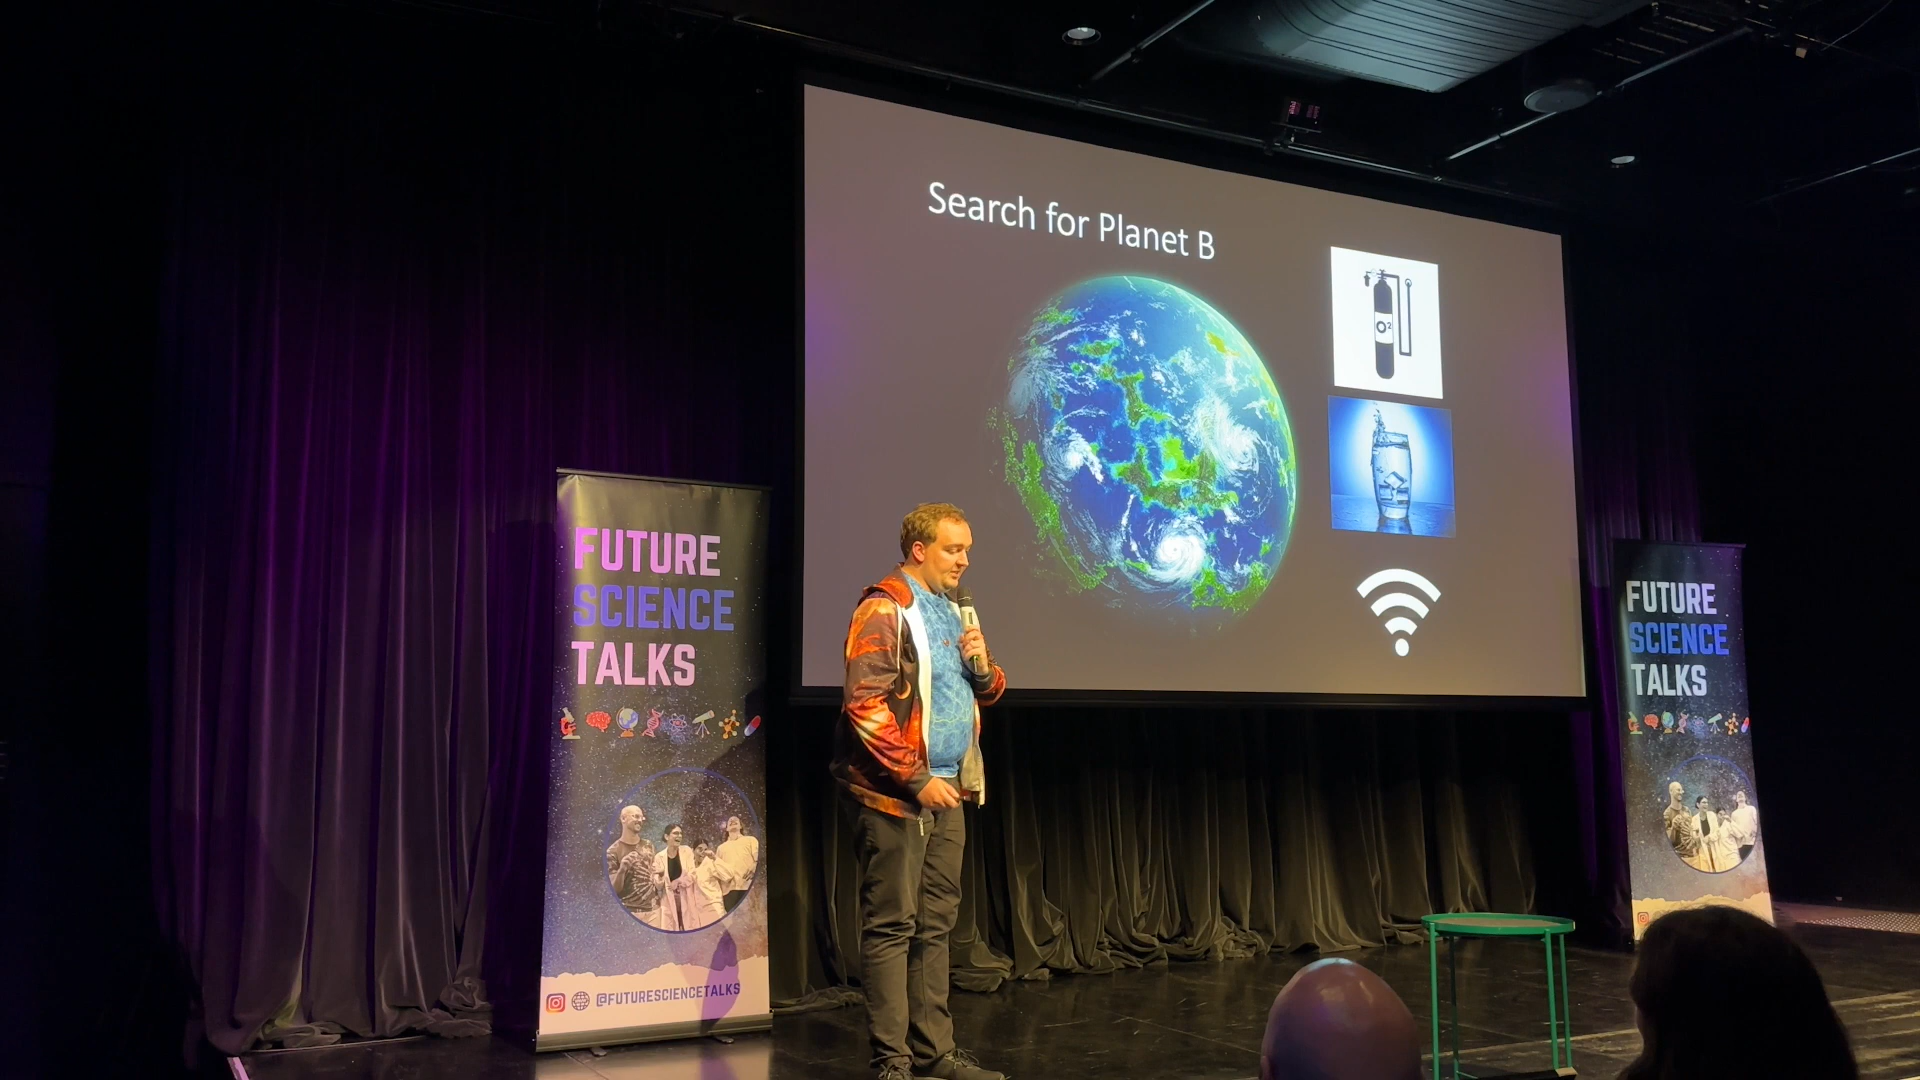 Search for Planet B
O²
FUTURE
SCIENCE
TALKS
@FUTURESCIENCETALKS
FUTURE
SCIENCE
TALKS